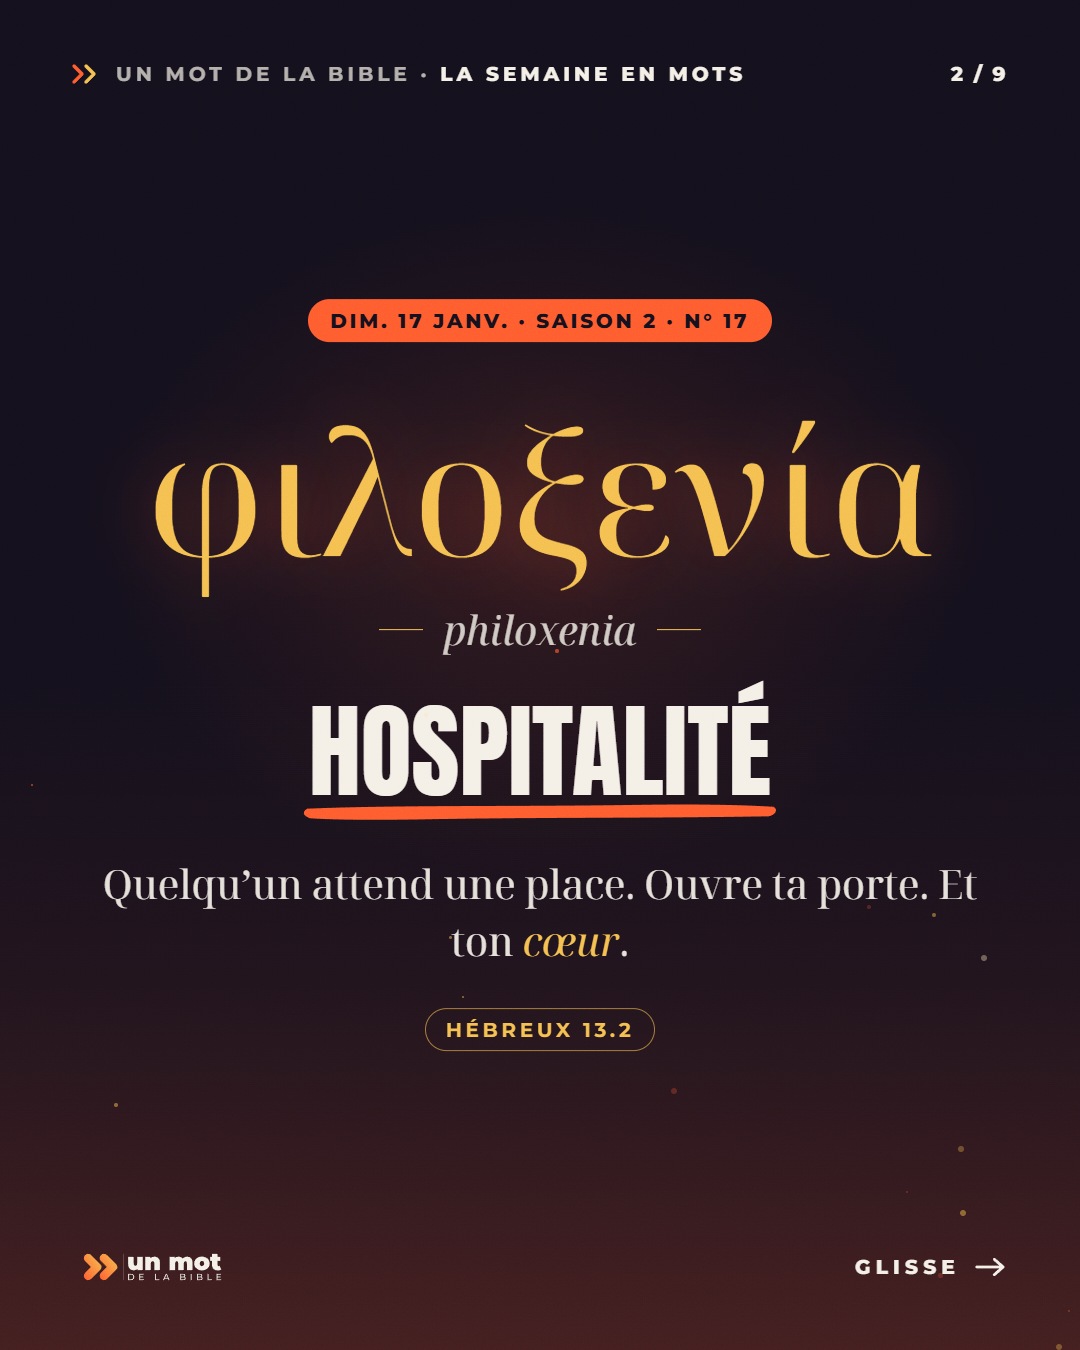 UN MOT DE LA BIBLE · LA SEMAINE EN MOTS
2 / 9
DIM. 17 JANV. · SAISON 2 · N° 17
φιλοξενία
philoxenia
HOSPITALITÉ
Quelqu’un attend une place. Ouvre ta porte. Et
ton cœur.
HÉBREUX 13.2
un mot
DE LA BIBLE
GLISSE →